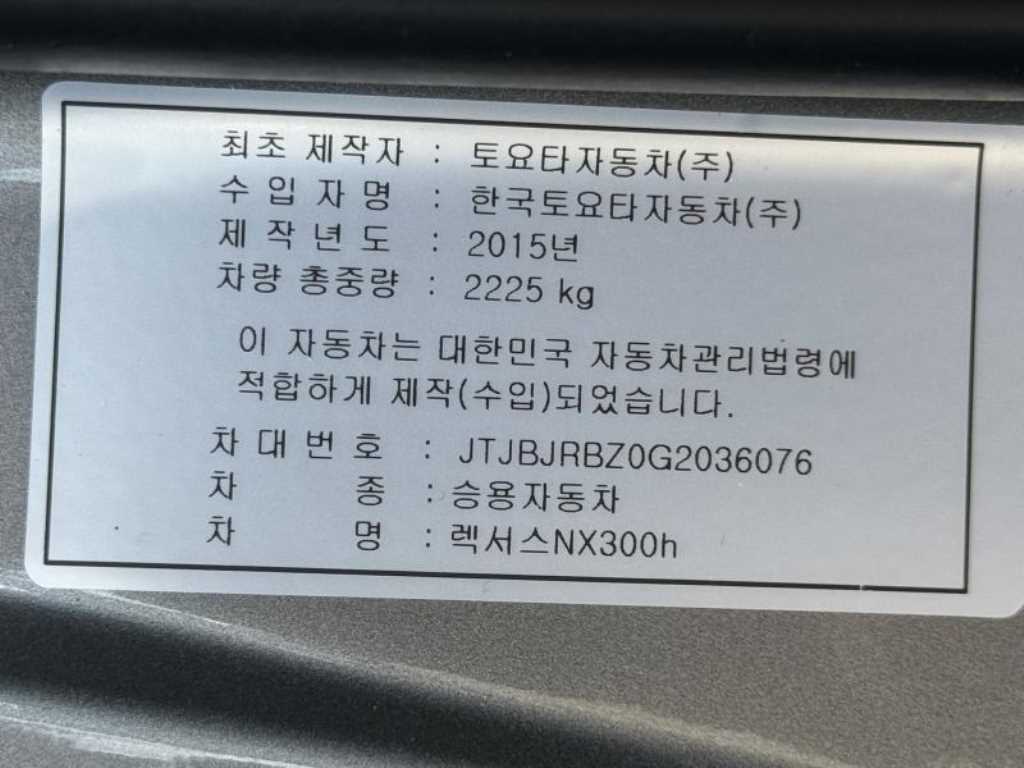 최초 제작자 : 토요타자동차(주)
수 입 자 명 : 한국토요타자동차(주)
제 작 년 도 : 2015년
차량 총중량 : 2225 kg
이 자동차는 대한민국 자동차관리법령에
적합하게 제작(수입)되었습니다.
차 대 번 호 : JTJBJRBZ0G2036076
차 종 : 승용자동차
차 명 : 렉서스NX300h